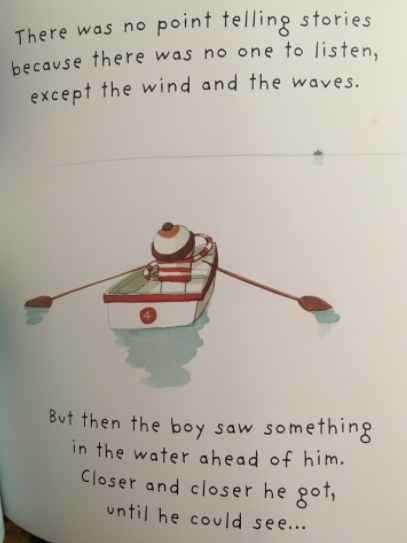 There was no point telling stories
because there was no one to listen,
except the wind and the waves.
4
But then the boy saw something
in the water ahead of him.
Closer and closer he got,
until he could see...